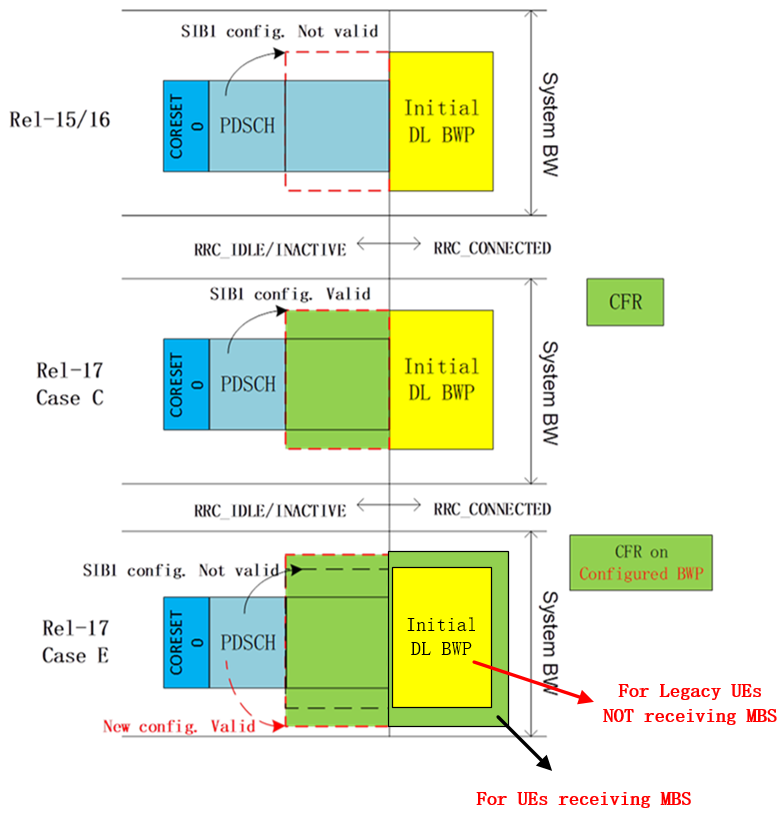 SIB1 config. Not valid
Rel-15/16
CORESET 0
PDSCH
Initial
DL BWP
System BW
RRC_IDLE/INACTIVE
RRC_CONNECTED
SIB1 config. Valid
CFR
Rel-17
Case C
CORESET 0
PDSCH
Initial
DL BWP
System BW
RRC_IDLE/INACTIVE
RRC_CONNECTED
CFR on
Configured BWP
SIB1 config. Not valid
Rel-17
Case E
CORESET 0
PDSCH
Initial
DL BWP
System BW
For Legacy UEs
NOT receiving MBS
New config. Valid
For UEs receiving MBS